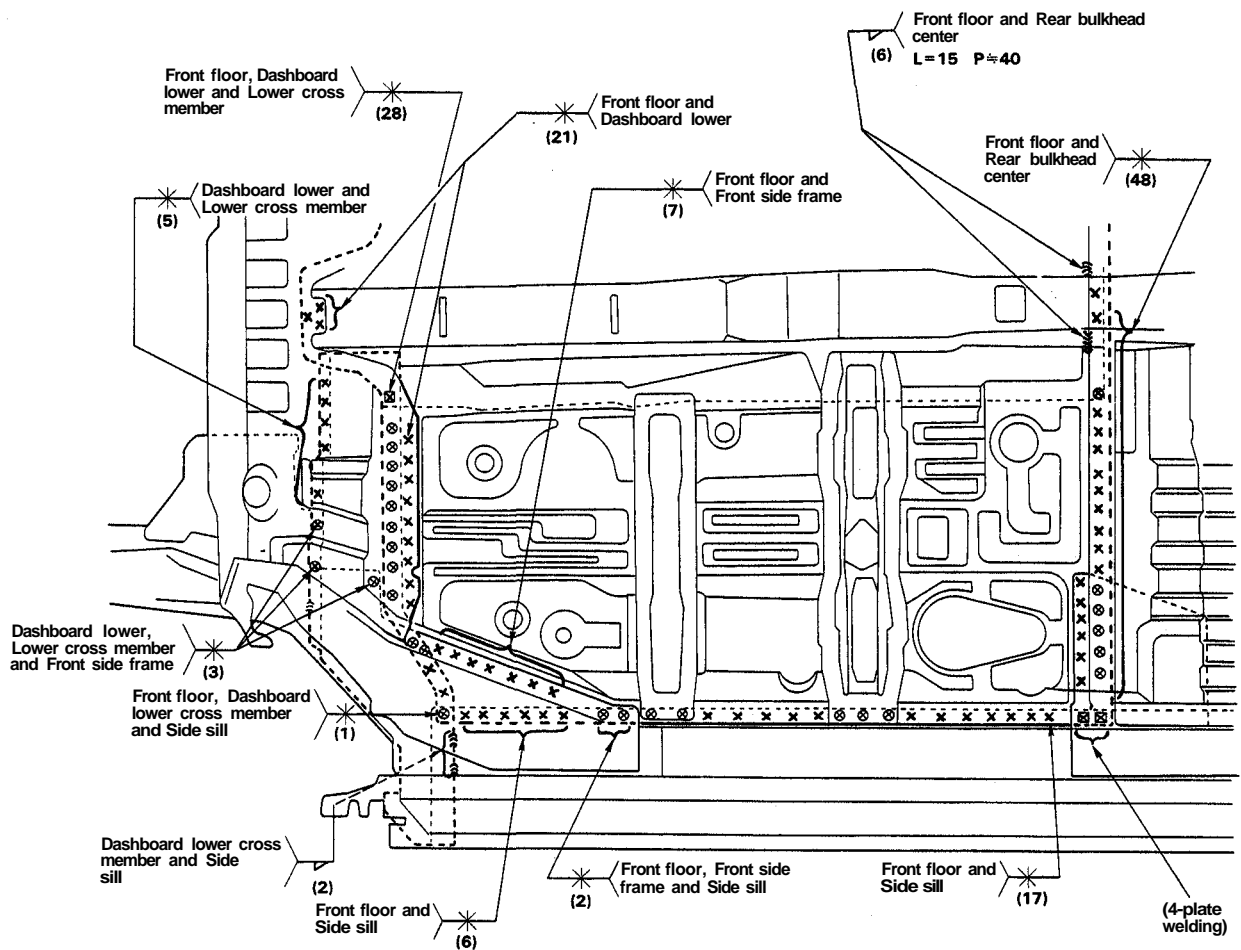 Front floor and Rear bulkhead
center
(6) L=15 P≒40
Front floor, Dashboard
lower and Lower cross
member
(28)
Front floor and
Dashboard lower
(21)
Front floor and
Rear bulkhead
center
(48)
Dashboard lower and
Lower cross member
(5)
Front floor and
Front side frame
(7)
Dashboard lower,
Lower cross member
and Front side frame
(3)
Front floor, Dashboard
lower cross member
and Side sill
(1)
Dashboard lower cross
member and Side
sill
(2)
Front floor and
Side sill
(6)
Front floor, Front side
frame and Side sill
(2)
Front floor and
Side sill
(17)
(4-plate
welding)